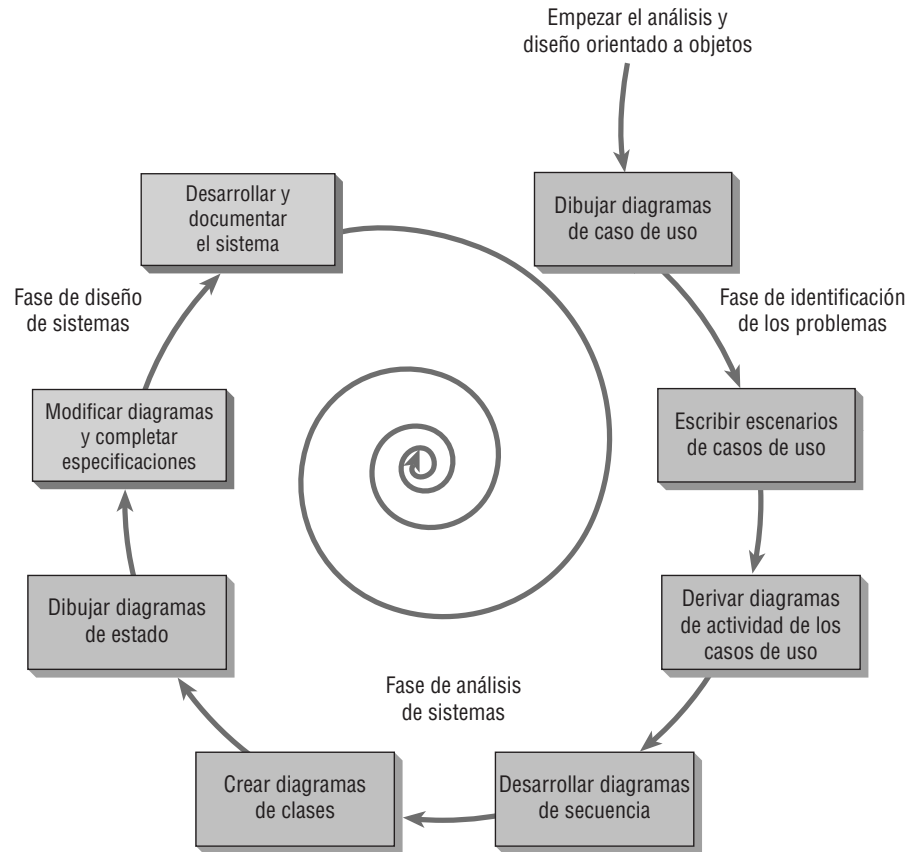 Empezar el análisis y
diseño orientado a objetos
Dibujar diagramas
de caso de uso
Fase de identificación
de los problemas
Escribir escenarios
de casos de uso
Derivar diagramas
de actividad de los
casos de uso
Desarrollar diagramas
de secuencia
Fase de análisis
de sistemas
Crear diagramas
de clases
Dibujar diagramas
de estado
Modificar diagramas
y completar
especificaciones
Fase de diseño
de sistemas
Desarrollar y
documentar
el sistema